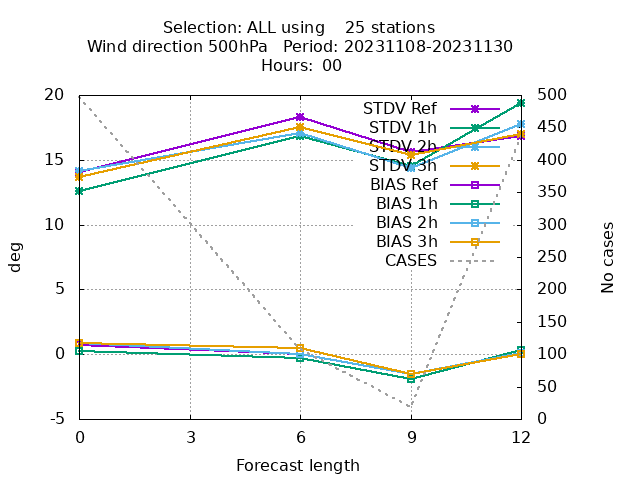 Selection: ALL using    25 stations
Wind direction 500hPa   Period: 20231108-20231130
Hours: 00
STDV Ref
STDV 1h
STDV 2h
STDV 3h
BIAS Ref
BIAS 1h
BIAS 2h
BIAS 3h
CASES
20
15
10
5
0
-5
deg
500
450
400
350
300
250
200
150
100
50
0
No cases
0 3 6 9 12
Forecast length